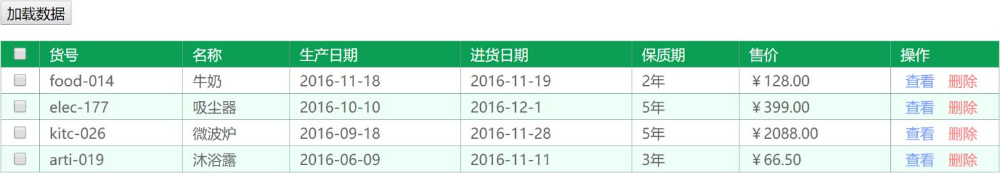 加载数据
货号 名称 生产日期 进货日期 保质期 售价 操作
food-014 牛奶 2016-11-18 2016-11-19 2年 ￥128.00 查看 删除
elec-177 吸尘器 2016-10-10 2016-12-1 5年 ￥399.00 查看 删除
kitc-026 微波炉 2016-09-18 2016-11-28 5年 ￥2088.00 查看 删除
arti-019 沐浴露 2016-06-09 2016-11-11 3年 ￥66.50 查看 删除